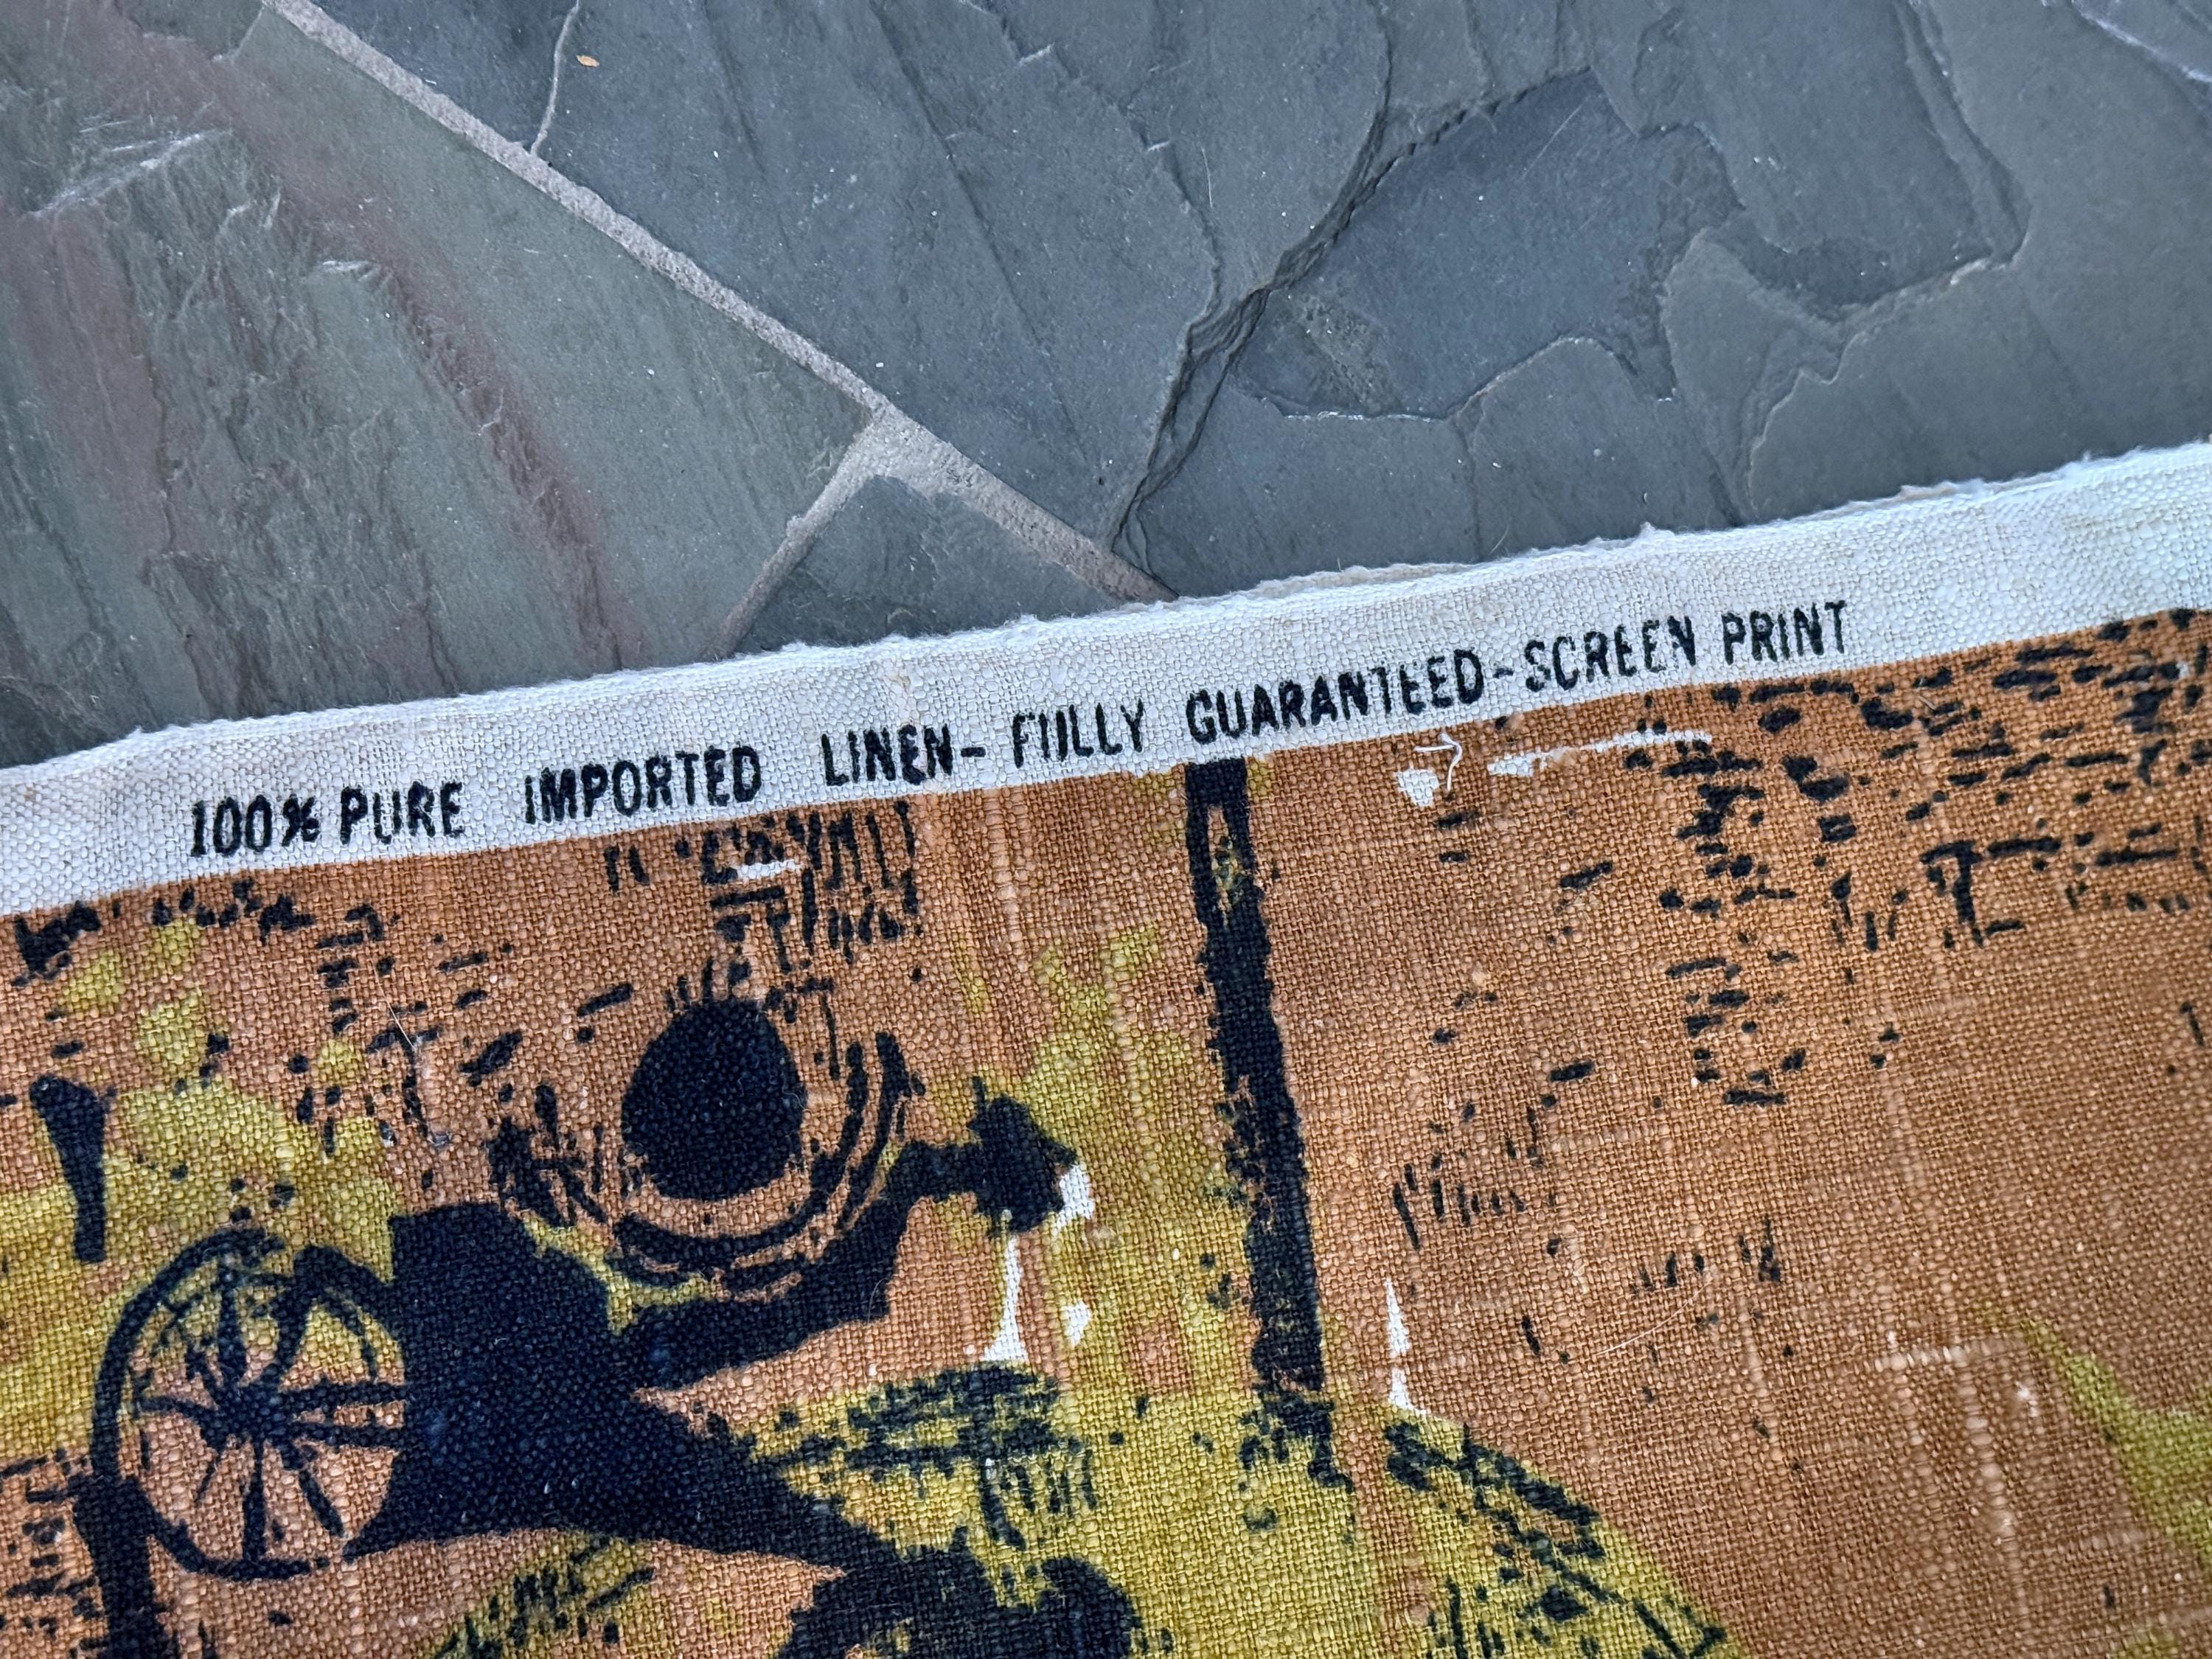 100% PURE IMPORTED LINEN- FULLY GUARANTEED-SCREEN PRINT